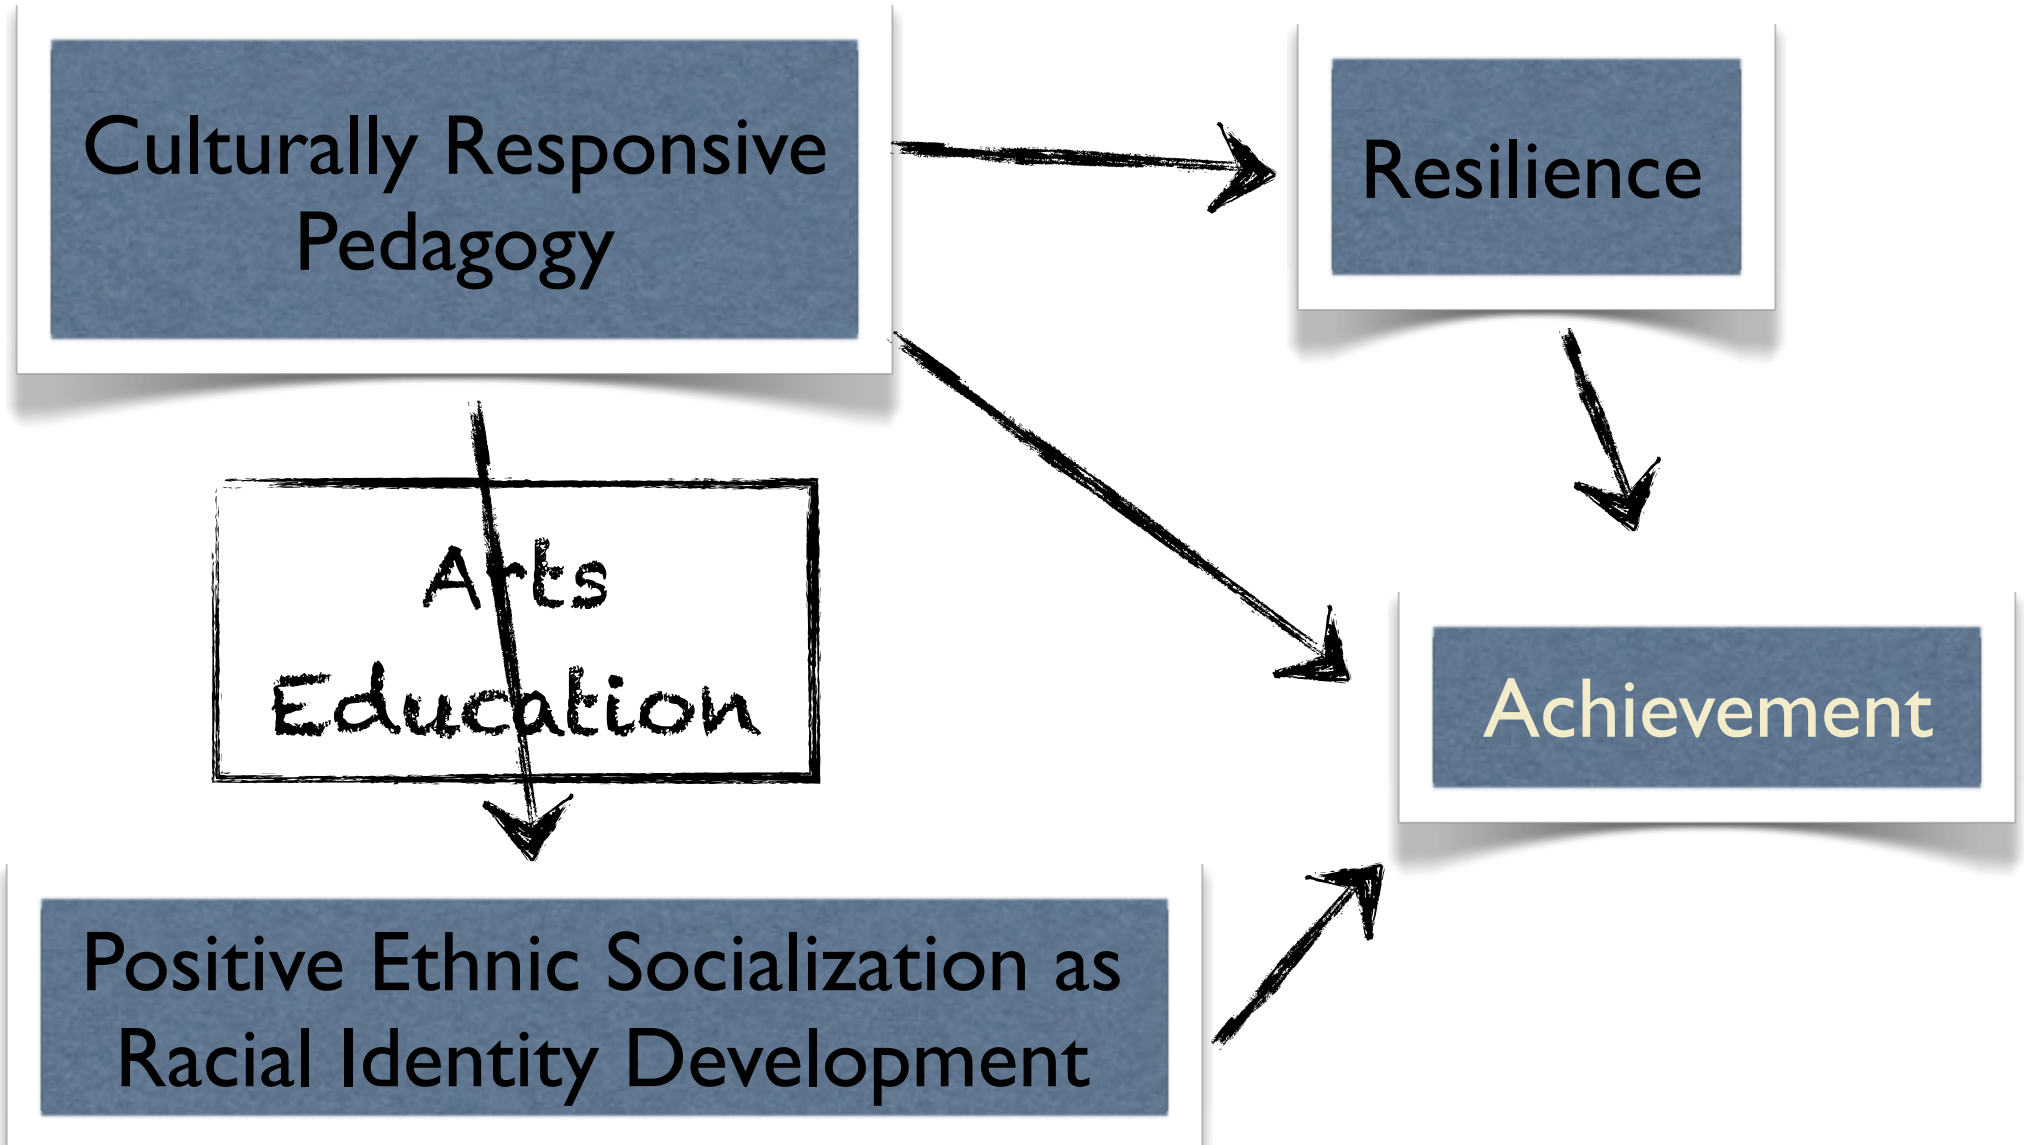 Culturally Responsive
Pedagogy
Resilience
Arts
Education
Achievement
Positive Ethnic Socialization as
Racial Identity Development